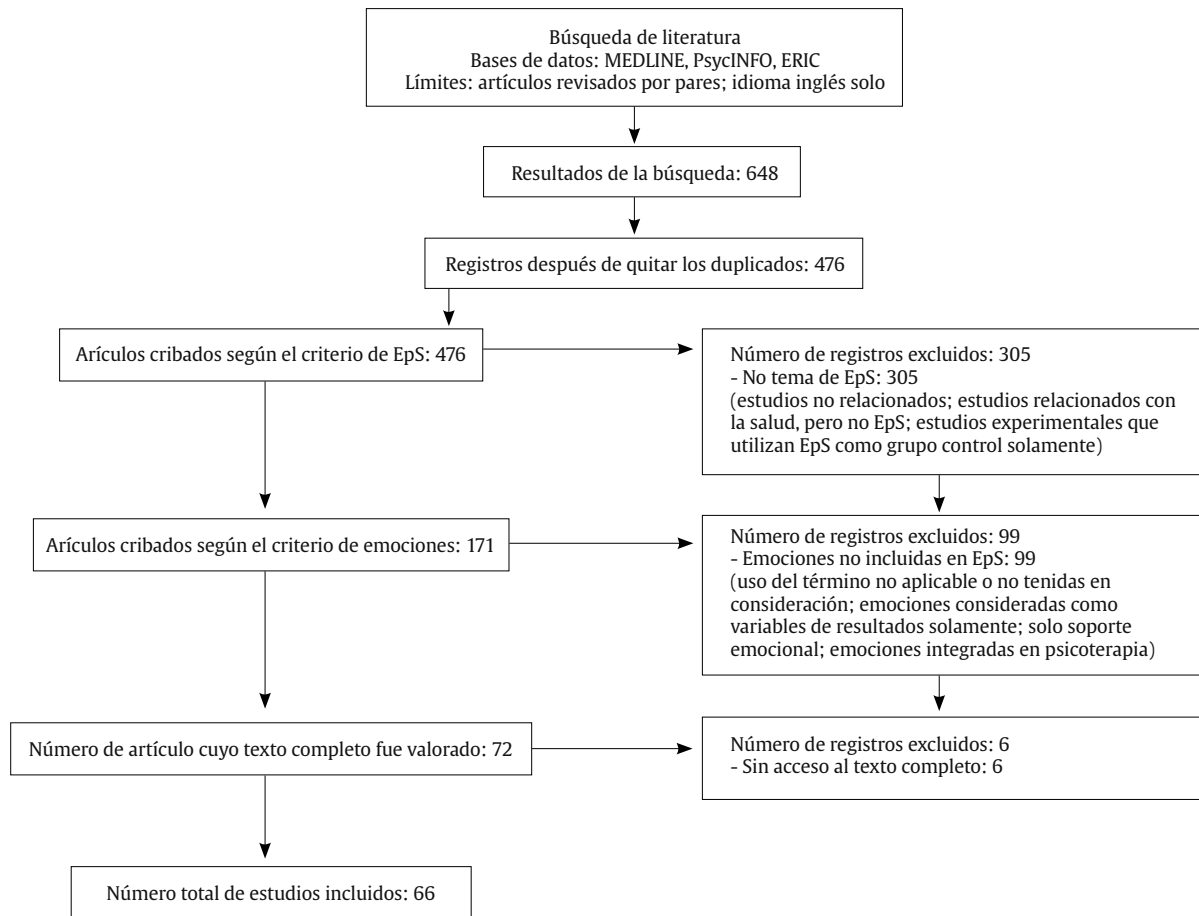 Búsqueda de literatura
Bases de datos: MEDLINE, PsycINFO, ERIC
Límites: artículos revisados por pares; idioma inglés solo
Resultados de la búsqueda: 648
Registros después de quitar los duplicados: 476
Arículos cribados según el criterio de EpS: 476
Número de registros excluidos: 305
- No tema de EpS: 305
(estudios no relacionados; estudios relacionados con
la salud, pero no EpS; estudios experimentales que
utilizan EpS como grupo control solamente)
Arículos cribados según el criterio de emociones: 171
Número de registros excluidos: 99
- Emociones no incluidas en EpS: 99
(uso del término no aplicable o no tenidas en
consideración; emociones consideradas como
variables de resultados solamente; solo soporte
emocional; emociones integradas en psicoterapia)
Número de artículo cuyo texto completo fue valorado: 72
Número de registros excluidos: 6
- Sin acceso al texto completo: 6
Número total de estudios incluidos: 66